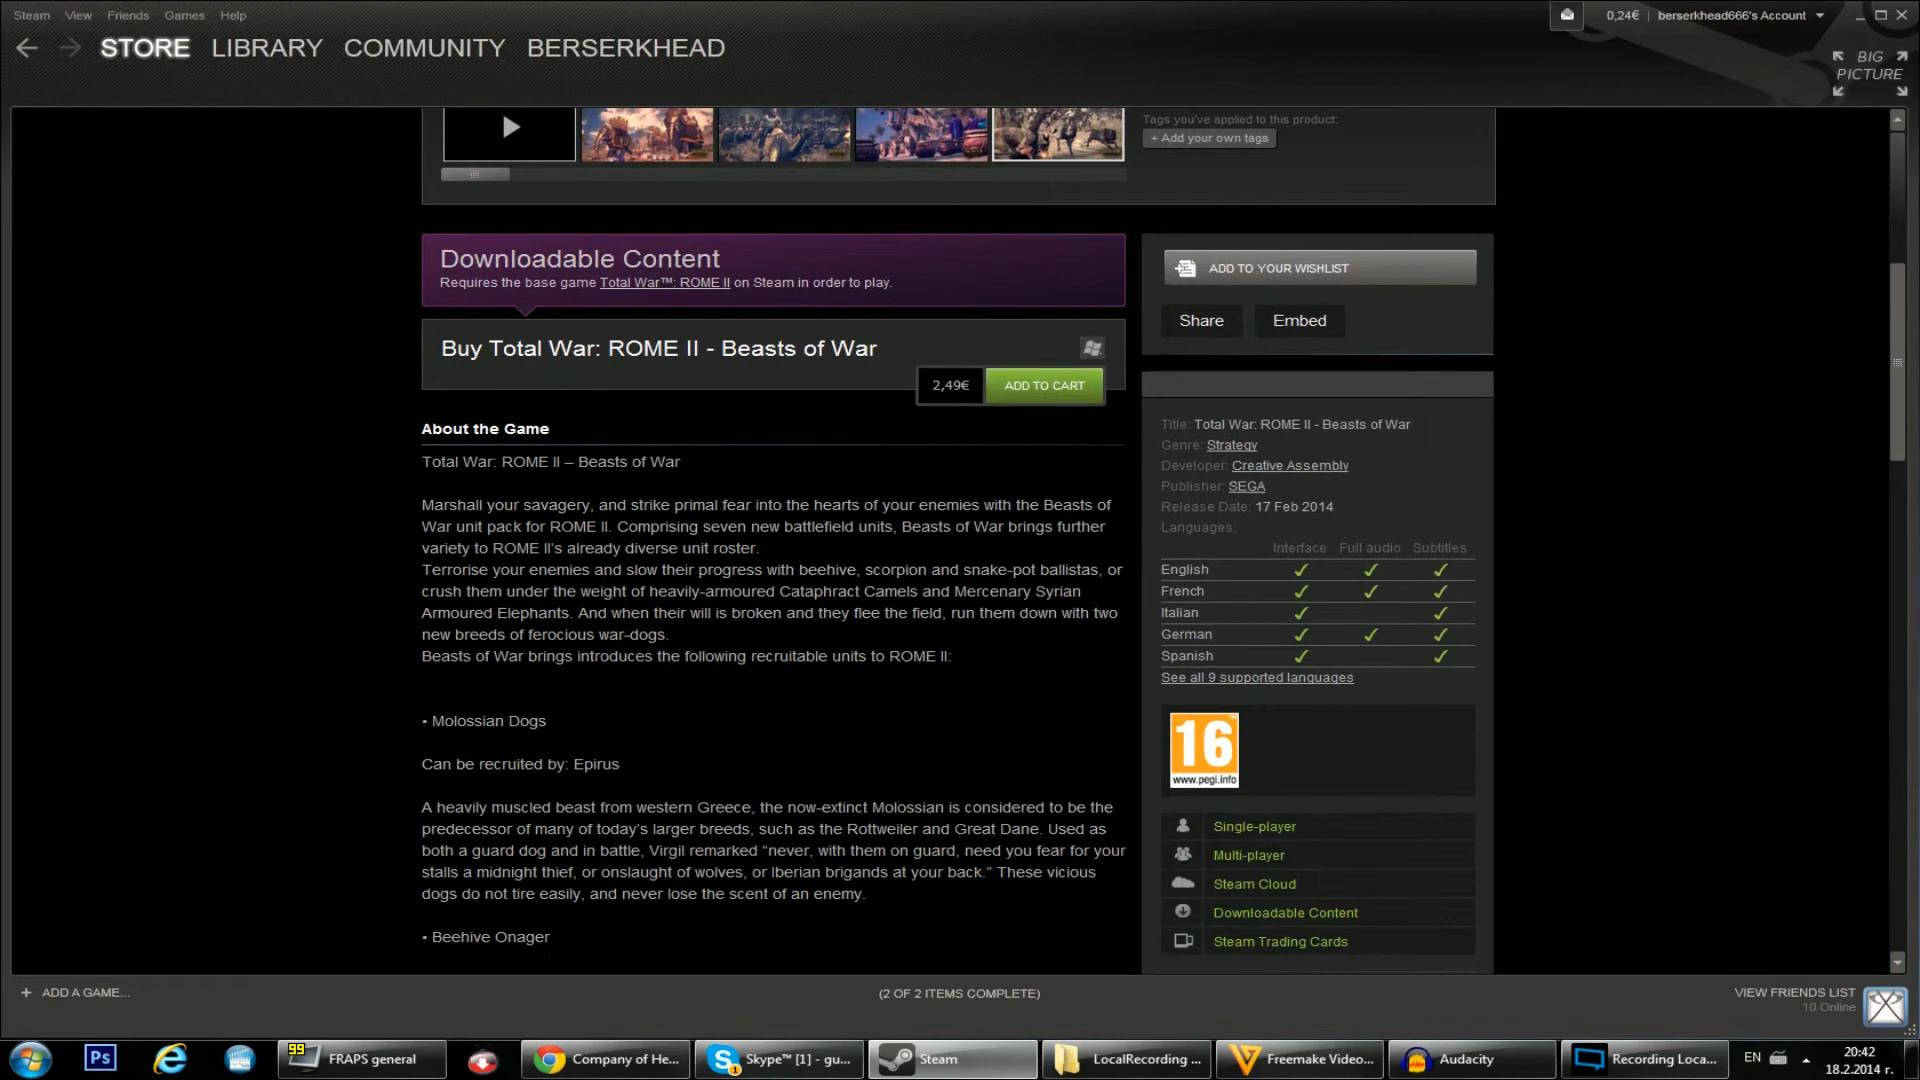 Steam View Friends Games Help
0,24€ berserkhead666's Account
STORE LIBRARY COMMUNITY BERSERKHEAD
BIG
PICTURE
Tags you've applied to this product:
+ Add your own tags
Downloadable Content
Requires the base game Total War™: ROME II on Steam in order to play.
Buy Total War: ROME II - Beasts of War
2,49€ ADD TO CART
About the Game
Total War: ROME II – Beasts of War
Marshall your savagery, and strike primal fear into the hearts of your enemies with the Beasts of
War unit pack for ROME II. Comprising seven new battlefield units, Beasts of War brings further
variety to ROME II's already diverse unit roster.
Terrorise your enemies and slow their progress with beehive, scorpion and snake-pot ballistas, or
crush them under the weight of heavily-armoured Cataphract Camels and Mercenary Syrian
Armoured Elephants. And when their will is broken and they flee the field, run them down with two
new breeds of ferocious war-dogs.
Beasts of War brings introduces the following recruitable units to ROME II:
• Molossian Dogs
Can be recruited by: Epirus
A heavily muscled beast from western Greece, the now-extinct Molossian is considered to be the
predecessor of many of today's larger breeds, such as the Rottweiler and Great Dane. Used as
both a guard dog and in battle, Virgil remarked “never, with them on guard, need you fear for your
stalls a midnight thief, or onslaught of wolves, or Iberian brigands at your back.” These vicious
dogs do not tire easily, and never lose the scent of an enemy.
• Beehive Onager
ADD TO YOUR WISHLIST
Share Embed
Title: Total War: ROME II - Beasts of War
Genre: Strategy
Developer: Creative Assembly
Publisher: SEGA
Release Date: 17 Feb 2014
Languages:
Interface Full audio Subtitles
English
French
Italian
German
Spanish
See all 9 supported languages
16
www.pegi.info
Single-player
Multi-player
Steam Cloud
Downloadable Content
Steam Trading Cards
+ ADD A GAME...
(2 OF 2 ITEMS COMPLETE)
VIEW FRIENDS LIST
10 Online
Ps
99
FRAPS general
Company of He...
1
Skype™ [1] - gu...
Steam
LocalRecording ...
Freemake Video...
Audacity
Recording Loca...
EN
20:42
18.2.2014 г.